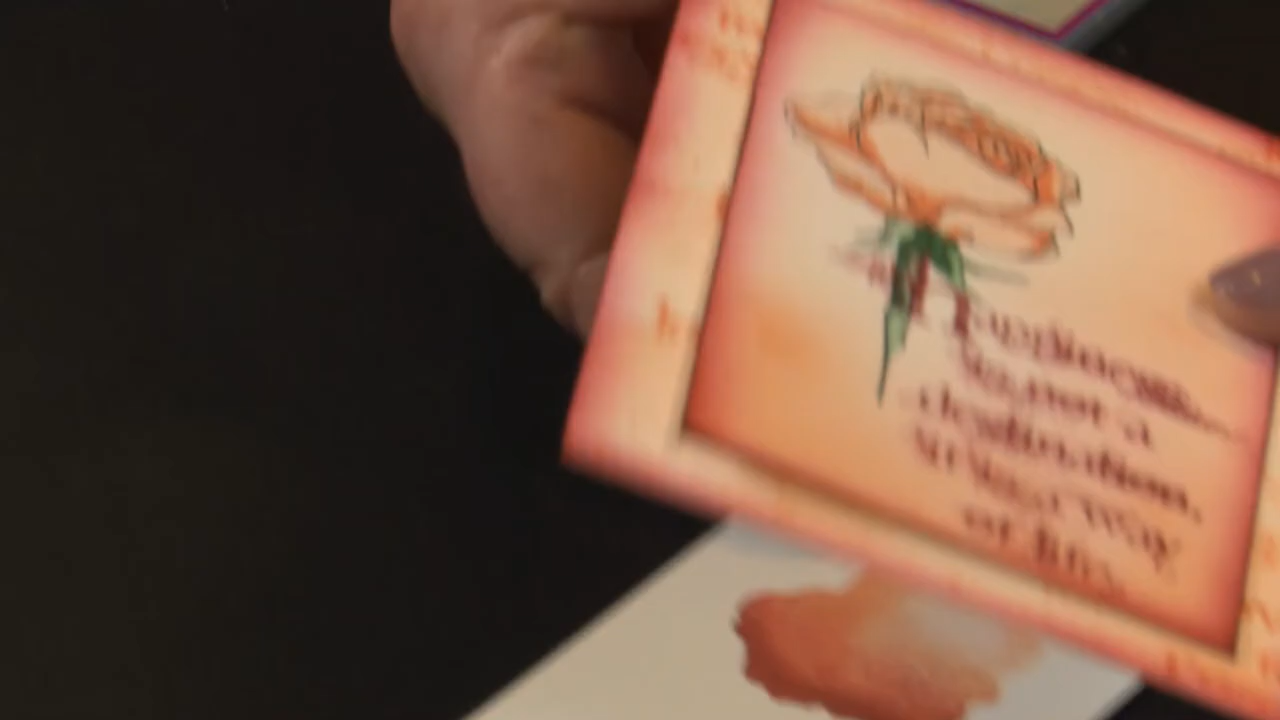 Happiness
is not a
destination.
It is a way
of life.